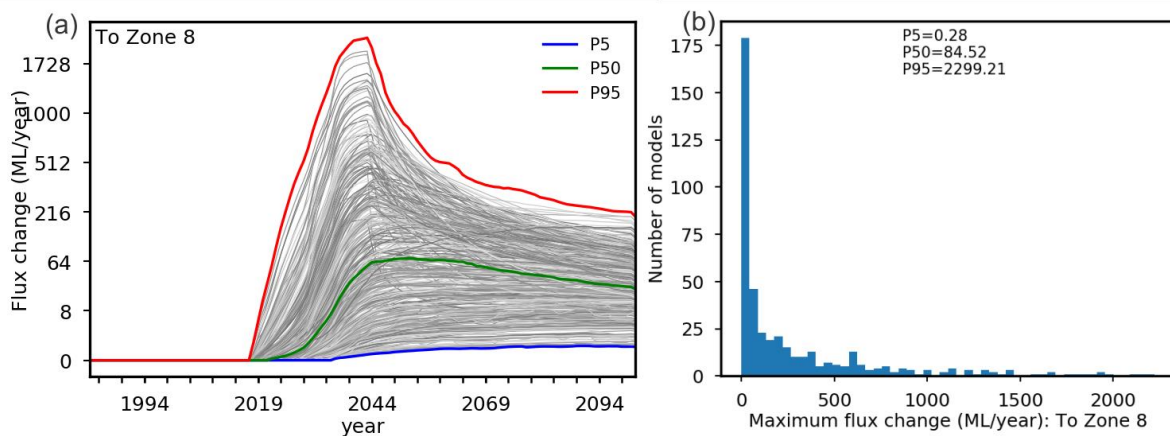 (a)
To Zone 8
P5
P50
P95
Flux change (ML/year)
1728
1000
512
216
64
8
0
1994
2019
2044
2069
2094
year
(b)
P5=0.28
P50=84.52
P95=2299.21
Number of models
175
150
125
100
75
50
25
0
0
500
1000
1500
2000
Maximum flux change (ML/year): To Zone 8